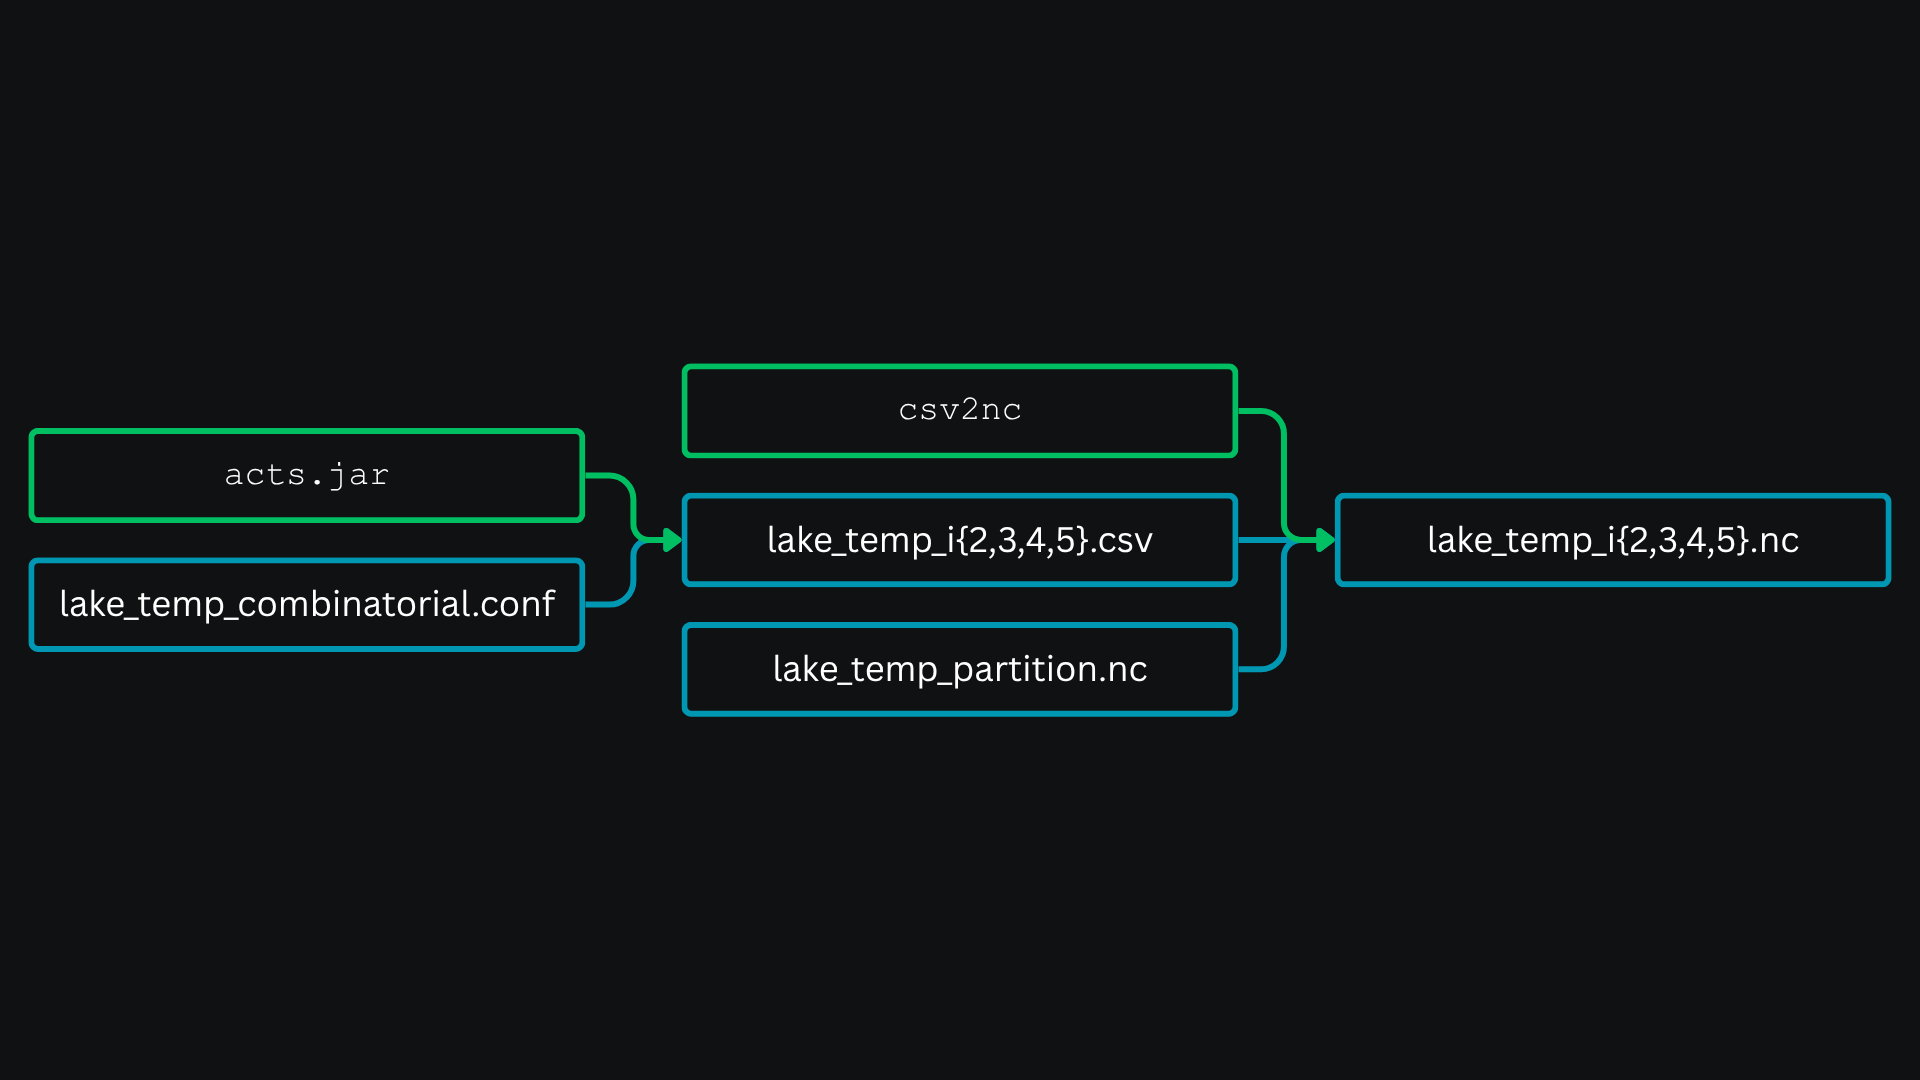 acts.jar
lake_temp_combinatorial.conf
csv2nc
lake_temp_i{2,3,4,5}.csv
lake_temp_partition.nc
lake_temp_i{2,3,4,5}.nc